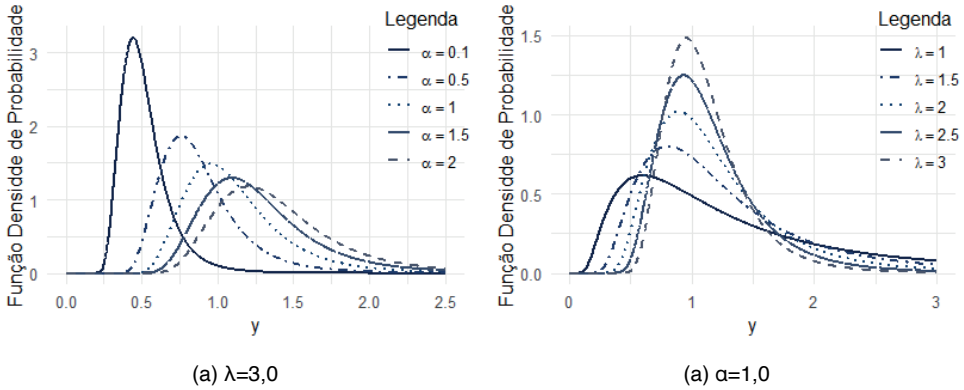 Função Densidde de Probabilidade
3
2
1
0
0.0 0.5 1.0 1.5 2.0 2.5
y
Legenda
α = 0.1
α = 0.5
α = 1
α = 1.5
α = 2
(a) λ=3,0
Função Densidde de Probabilidade
1.5
1.0
0.5
0.0
0 1 2 3
y
Legenda
λ = 1
λ = 1.5
λ = 2
λ = 2.5
λ = 3
(a) α=1,0